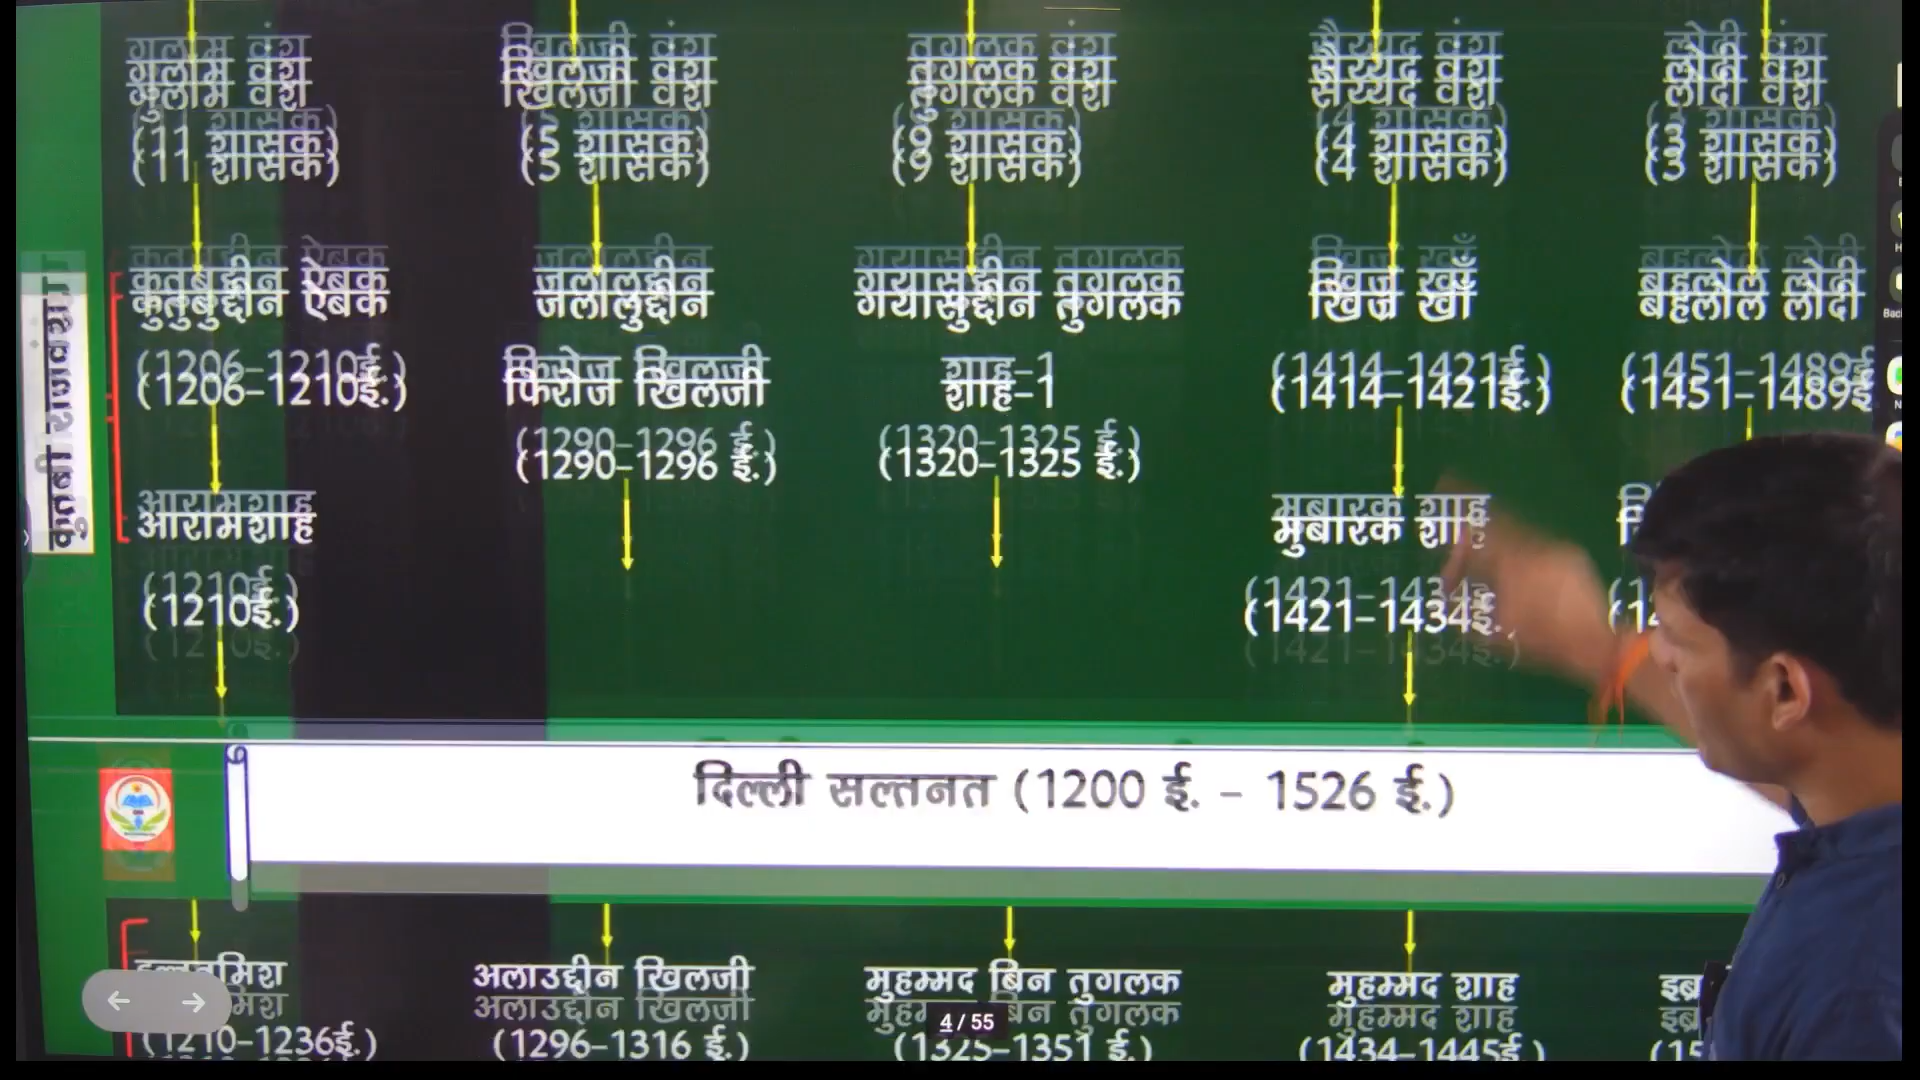 गुलाम वंश
(11 शासक)
कुतुबुद्दीन ऐबक
(1206-1210ई.)
आरामशाह
(1210ई.)
खिलजी वंश
(5 शासक)
जलालुद्दीन
फिरोज खिलजी
(1290-1296 ई.)
तुगलक वंश
(9 शासक)
गयासुद्दीन तुगलक
शाह-1
(1320-1325 ई.)
सैय्यद वंश
(4 शासक)
खिज्र खाँ
(1414-1421ई.)
मुबारक शाह
(1421-1434ई.)
लोदी वंश
(3 शासक)
बहलोल लोदी
(1451-1489ई.
दिल्ली सल्तनत (1200 ई. - 1526 ई.)
इल्तुतमिश
(1210-1236ई.)
अलाउद्दीन खिलजी
(1296-1316 ई.)
मुहम्मद बिन तुगलक
(1325-1351 ई.)
मुहम्मद शाह
(1434-1445ई.)
4 / 55